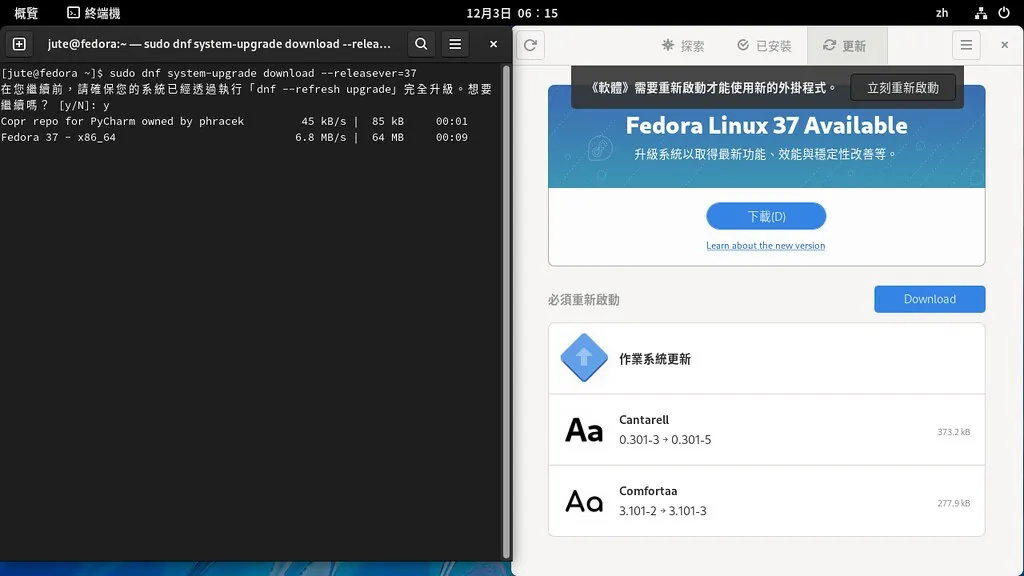 概覽
終端機
12月3日 06：15
zh
jute@fedora:~ — sudo dnf system-upgrade download --relea…
[jute@fedora ~]$ sudo dnf system-upgrade download --releasever=37
在您繼續前，請確保您的系統已經透過執行「dnf --refresh upgrade」完全升級。想要
繼續嗎？ [y/N]: y
Copr repo for PyCharm owned by phracek 45 kB/s | 85 kB 00:01
Fedora 37 - x86_64 6.8 MB/s | 64 MB 00:09
探索
已安裝
更新
《軟體》需要重新啟動才能使用新的外掛程式。
立刻重新啟動
Fedora Linux 37 Available
升級系統以取得最新功能、效能與穩定性改善等。
下載(D)
Learn about the new version
必須重新啟動
Download
作業系統更新
Aa
Cantarell
0.301-3 → 0.301-5
373.2 kB
Aa
Comfortaa
3.101-2 → 3.101-3
277.9 kB